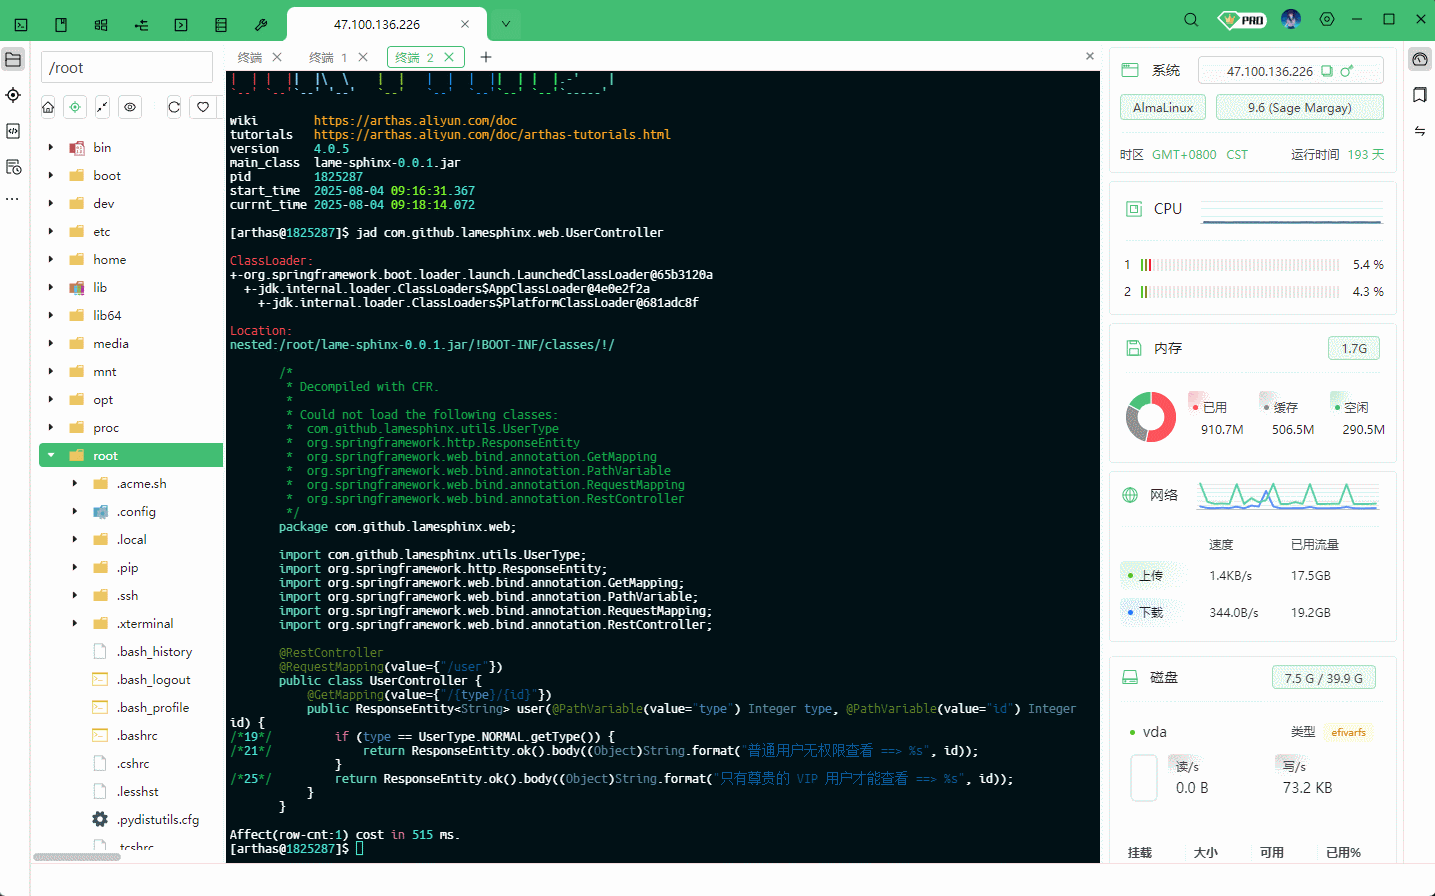 47.100.136.226
PRO
/root
bin
boot
dev
etc
home
lib
lib64
media
mnt
opt
proc
root
.acme.sh
.config
.local
.pip
.ssh
.xterminal
.bash_history
.bash_logout
.bash_profile
.bashrc
.cshrc
.lesshst
.pydistutils.cfg
.tcshrc
终端
终端 1
终端 2
wiki https://arthas.aliyun.com/doc
tutorials https://arthas.aliyun.com/doc/arthas-tutorials.html
version 4.0.5
main_class lame-sphinx-0.0.1.jar
pid 1825287
start_time 2025-08-04 09:16:31.367
currnt_time 2025-08-04 09:18:14.072
[arthas@1825287]$ jad com.github.lamesphinx.web.UserController
ClassLoader:
+-org.springframework.boot.loader.launch.LaunchedClassLoader@65b3120a
+-jdk.internal.loader.ClassLoaders$AppClassLoader@4e0e2f2a
+-jdk.internal.loader.ClassLoaders$PlatformClassLoader@681adc8f
Location:
nested:/root/lame-sphinx-0.0.1.jar/!BOOT-INF/classes/!/
/*
* Decompiled with CFR.
*
* Could not load the following classes:
* com.github.lamesphinx.utils.UserType
* org.springframework.http.ResponseEntity
* org.springframework.web.bind.annotation.GetMapping
* org.springframework.web.bind.annotation.PathVariable
* org.springframework.web.bind.annotation.RequestMapping
* org.springframework.web.bind.annotation.RestController
*/
package com.github.lamesphinx.web;
import com.github.lamesphinx.utils.UserType;
import org.springframework.http.ResponseEntity;
import org.springframework.web.bind.annotation.GetMapping;
import org.springframework.web.bind.annotation.PathVariable;
import org.springframework.web.bind.annotation.RequestMapping;
import org.springframework.web.bind.annotation.RestController;
@RestController
@RequestMapping(value={"/user"})
public class UserController {
@GetMapping(value={"/{type}/{id}"})
public ResponseEntity<String> user(@PathVariable(value="type") Integer type, @PathVariable(value="id") Integer
id) {
/*19*/ if (type == UserType.NORMAL.getType()) {
/*21*/ return ResponseEntity.ok().body((Object)String.format("普通用户无权限查看 ==> %s", id));
}
/*25*/ return ResponseEntity.ok().body((Object)String.format("只有尊贵的 VIP 用户才能查看 ==> %s", id));
}
}
Affect(row-cnt:1) cost in 515 ms.
[arthas@1825287]$
系统 47.100.136.226
AlmaLinux 9.6 (Sage Margay)
时区 GMT+0800 CST 运行时间 193 天
CPU
1 5.4 %
2 4.3 %
内存 1.7G
已用 缓存 空闲
910.7M 506.5M 290.5M
网络
速度 已用流量
上传 1.4KB/s 17.5GB
下载 344.0B/s 19.2GB
磁盘 7.5 G / 39.9 G
vda 类型 efivarfs
读/s 写/s
0.0 B 73.2 KB
挂载 大小 可用 已用%